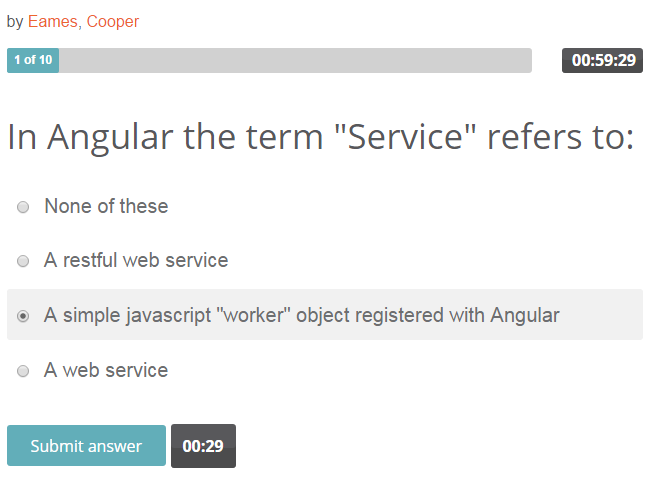 by Eames, Cooper
1 of 10
00:59:29
In Angular the term "Service" refers to:
None of these
A restful web service
A simple javascript "worker" object registered with Angular
A web service
Submit answer
00:29